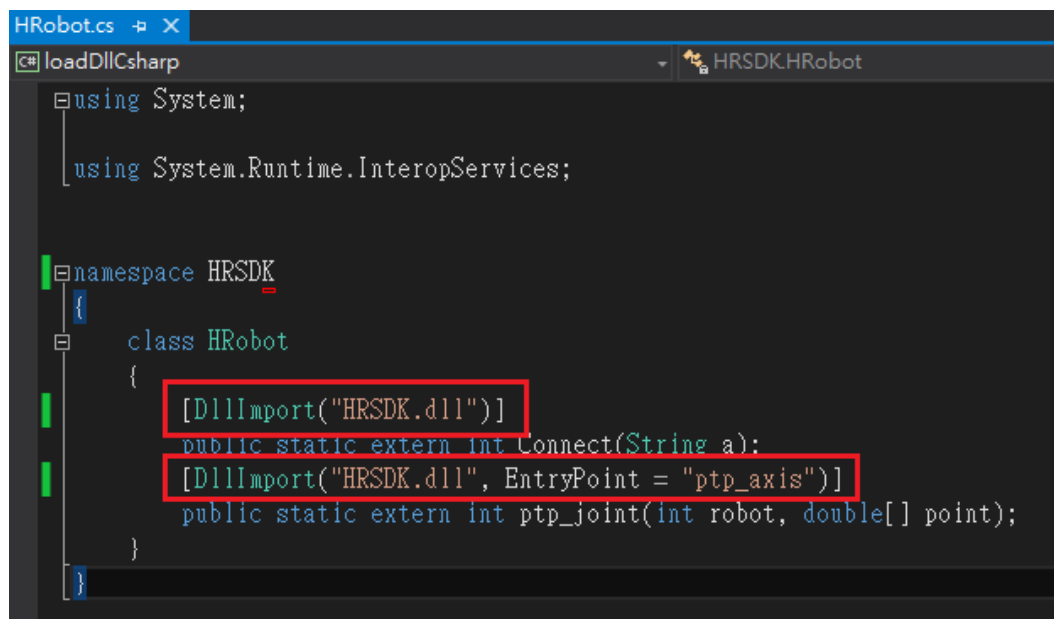 HRobot.cs
loadDllCsharp HRSDK.HRobot
using System;
using System.Runtime.InteropServices;
namespace HRSDK
{
class HRobot
{
[DllImport("HRSDK.dll")]
public static extern int Connect(String a);
[DllImport("HRSDK.dll", EntryPoint = "ptp_axis")]
public static extern int ptp_joint(int robot, double[] point);
}
}